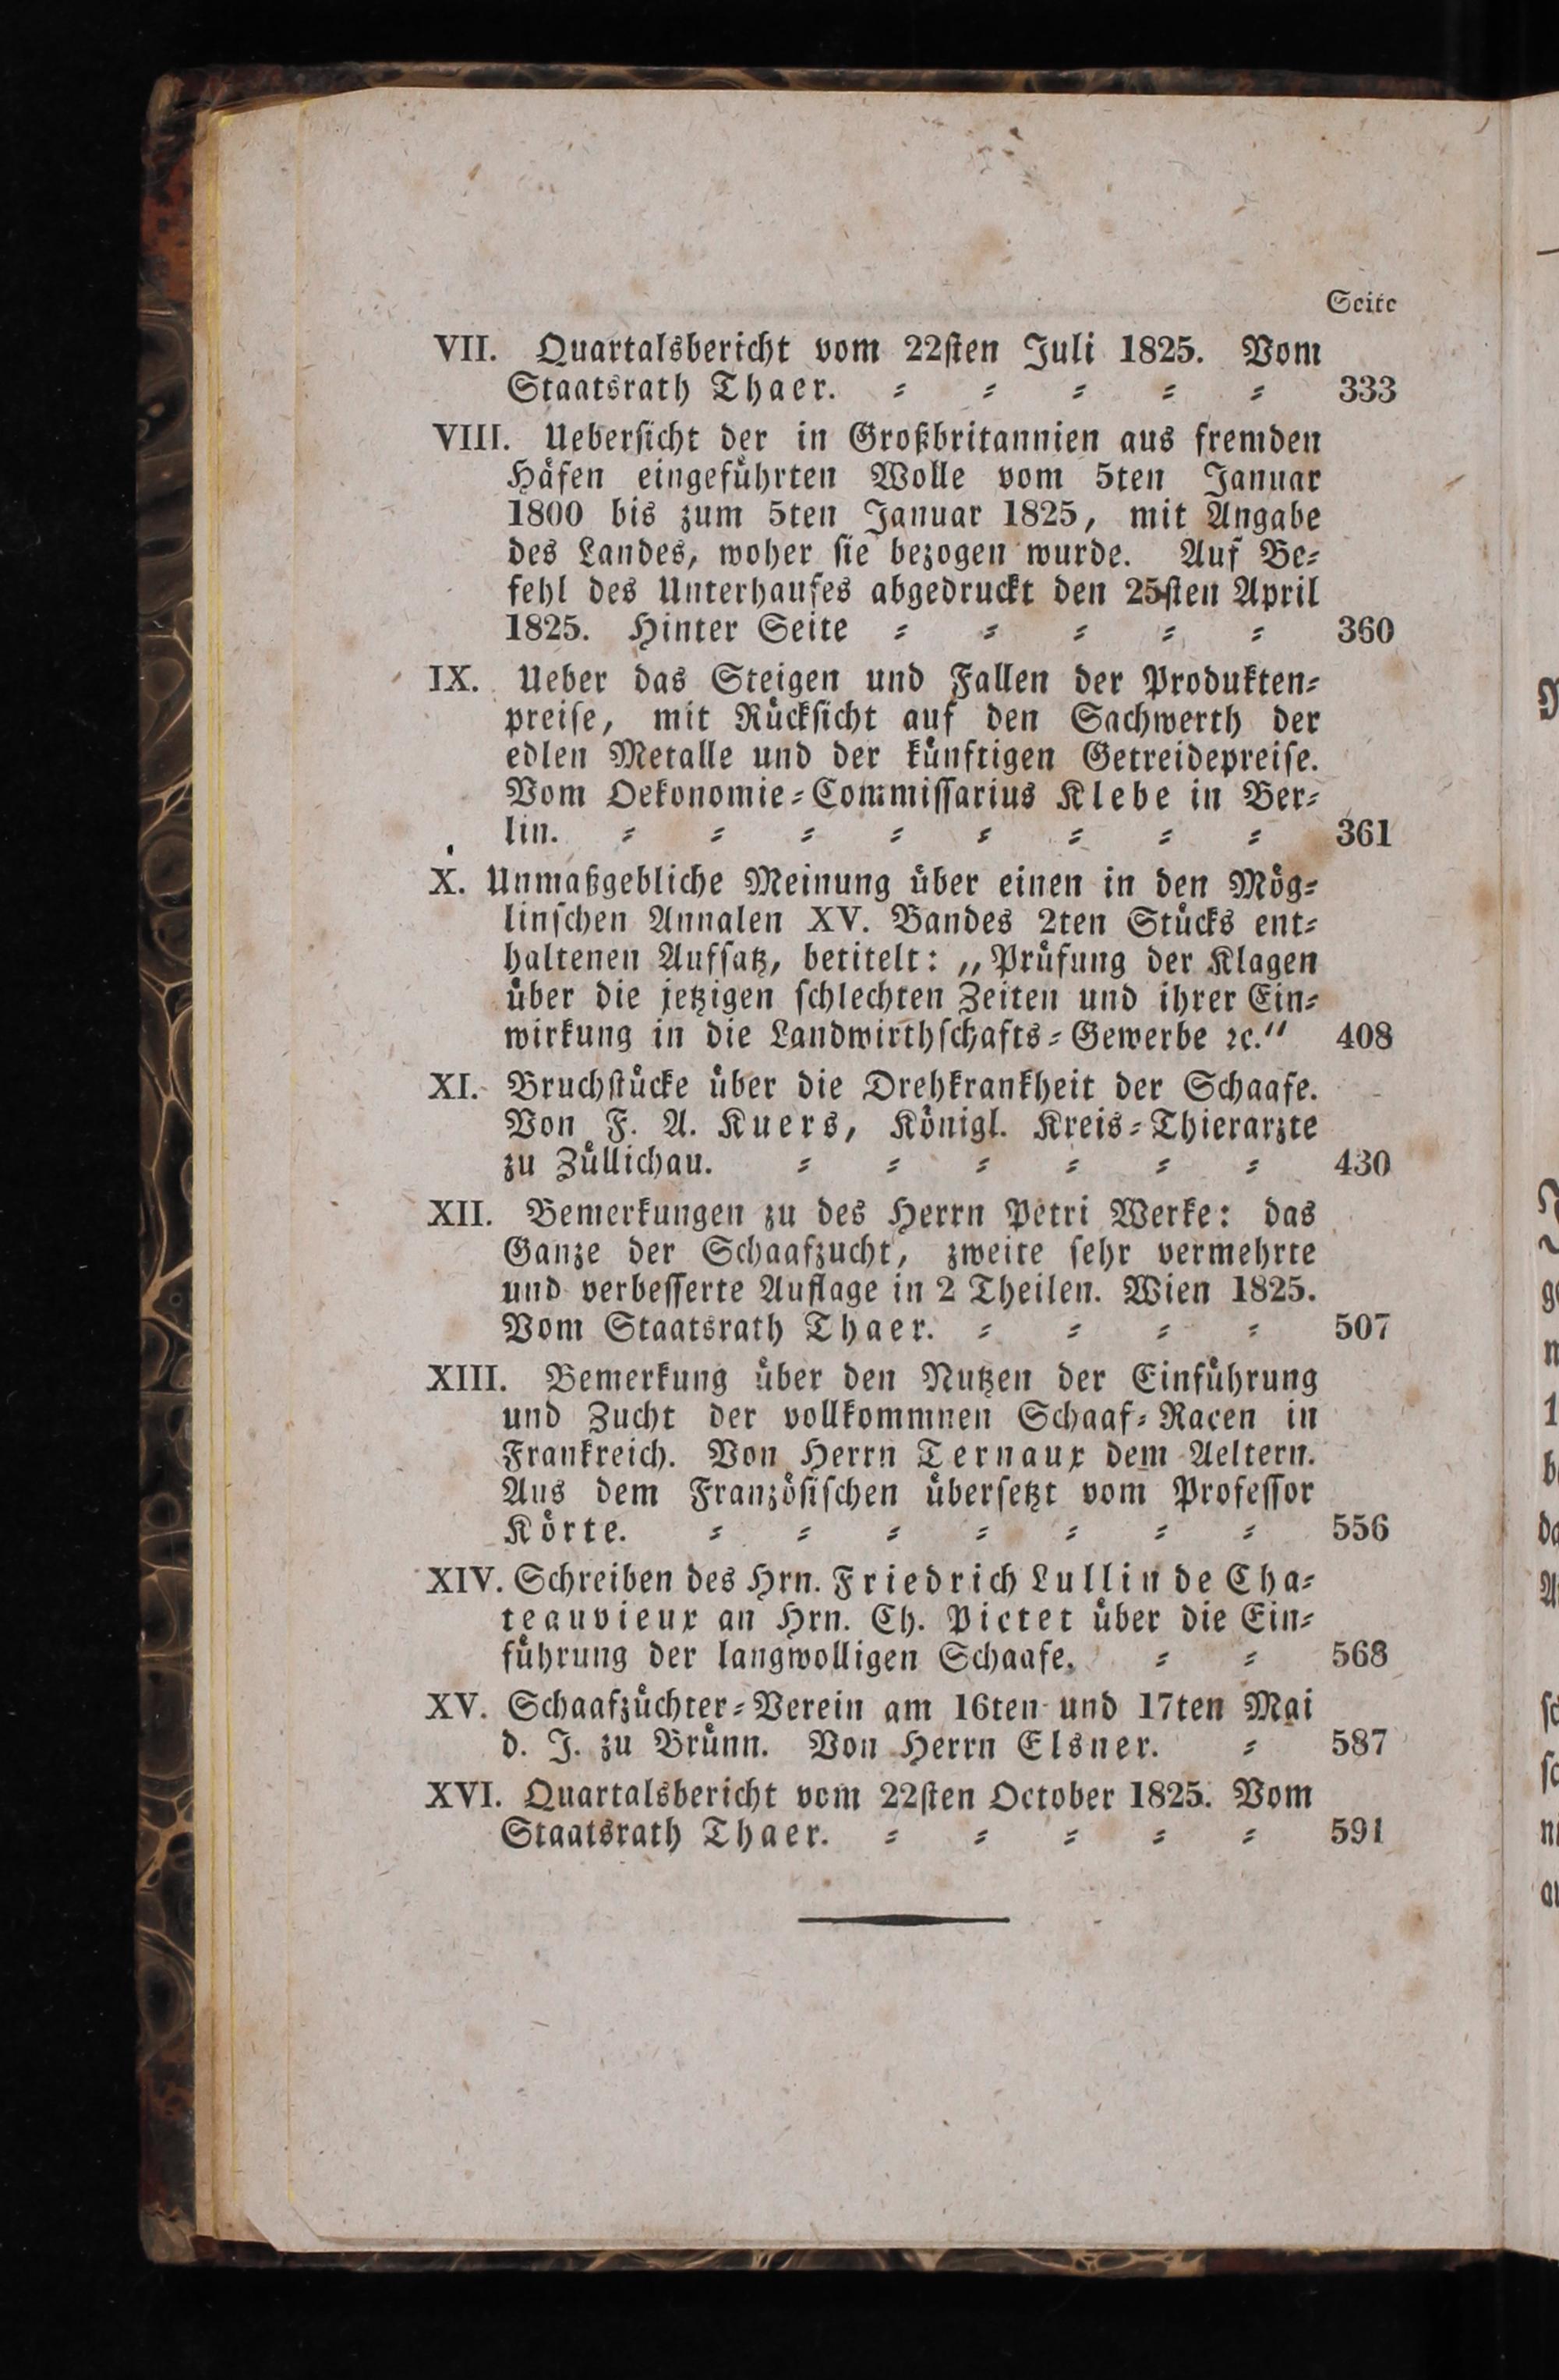 Seite
VII. Quartalsbericht vom 22sten Juli 1825. Vom
Staatsrath Thaer. = = = = = 333
VIII. Uebersicht der in Großbritannien aus fremden
Häfen eingeführten Wolle vom 5ten Januar
1800 bis zum 5ten Januar 1825, mit Angabe
des Landes, woher sie bezogen wurde. Auf Be=
fehl des Unterhauses abgedruckt den 25sten April
1825. Hinter Seite = = = = = 360
IX. Ueber das Steigen und Fallen der Produkten=
preise, mit Rücksicht auf den Sachwerth der
edlen Metalle und der künftigen Getreidepreise.
Vom Oekonomie=Commissarius Klebe in Ber=
lin. = = = = = = = = 361
X. Unmaßgebliche Meinung über einen in den Mög=
linschen Annalen XV. Bandes 2ten Stücks ent=
haltenen Aufsatz, betitelt: „Prüfung der Klagen
über die jetzigen schlechten Zeiten und ihrer Ein=
wirkung in die Landwirthschafts=Gewerbe ꝛc.“ 408
XI. Bruchstücke über die Drehkrankheit der Schaafe.
Von F. A. Kuers, Königl. Kreis=Thierarzte
zu Züllichau. = = = = = = 430
XII. Bemerkungen zu des Herrn Petri Werke: das
Ganze der Schaafzucht, zweite sehr vermehrte
und verbesserte Auflage in 2 Theilen. Wien 1825.
Vom Staatsrath Thaer. = = = = 507
XIII. Bemerkung über den Nutzen der Einführung
und Zucht der vollkommnen Schaaf=Racen in
Frankreich. Von Herrn Ternaux dem Aeltern.
Aus dem Französischen übersetzt vom Professor
Körte. = = = = = = = 556
XIV. Schreiben des Hrn. Friedrich Lullin de Cha=
teauvieux an Hrn. Ch. Pictet über die Ein=
führung der langwolligen Schaafe. = = 568
XV. Schaafzüchter=Verein am 16ten und 17ten Mai
d. J. zu Brünn. Von Herrn Elsner. = 587
XVI. Quartalsbericht vom 22sten October 1825. Vom
Staatsrath Thaer. = = = = = 591